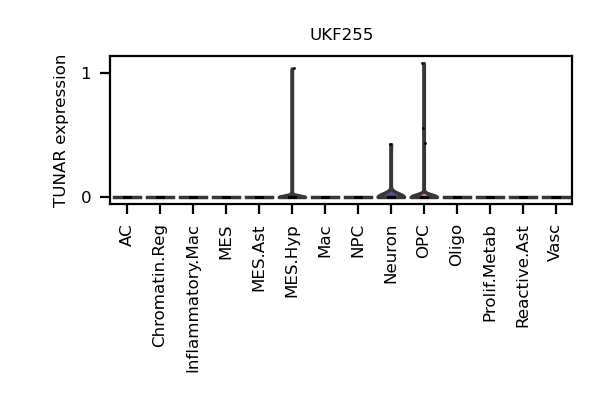 UKF255
TUNAR expression
1
0
AC
Chromatin.Reg
Inflammatory.Mac
MES
MES.Ast
MES.Hyp
Mac
NPC
Neuron
OPC
Oligo
Prolif.Metab
Reactive.Ast
Vasc